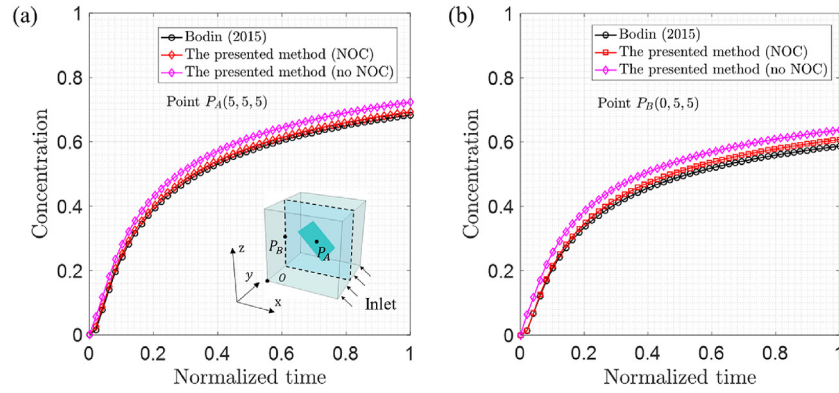 (a)
1
0.8
0.6
0.4
0.2
0
Concentration
Bodin (2015)
The presented method (NOC)
The presented method (no NOC)
Point P_A(5, 5, 5)
z
y
x
0
P_B
P_A
Inlet
0 0.2 0.4 0.6 0.8 1
Normalized time
(b)
1
0.8
0.6
0.4
0.2
0
Concentration
Bodin (2015)
The presented method (NOC)
The presented method (no NOC)
Point P_B(0, 5, 5)
0 0.2 0.4 0.6 0.8 1
Normalized time